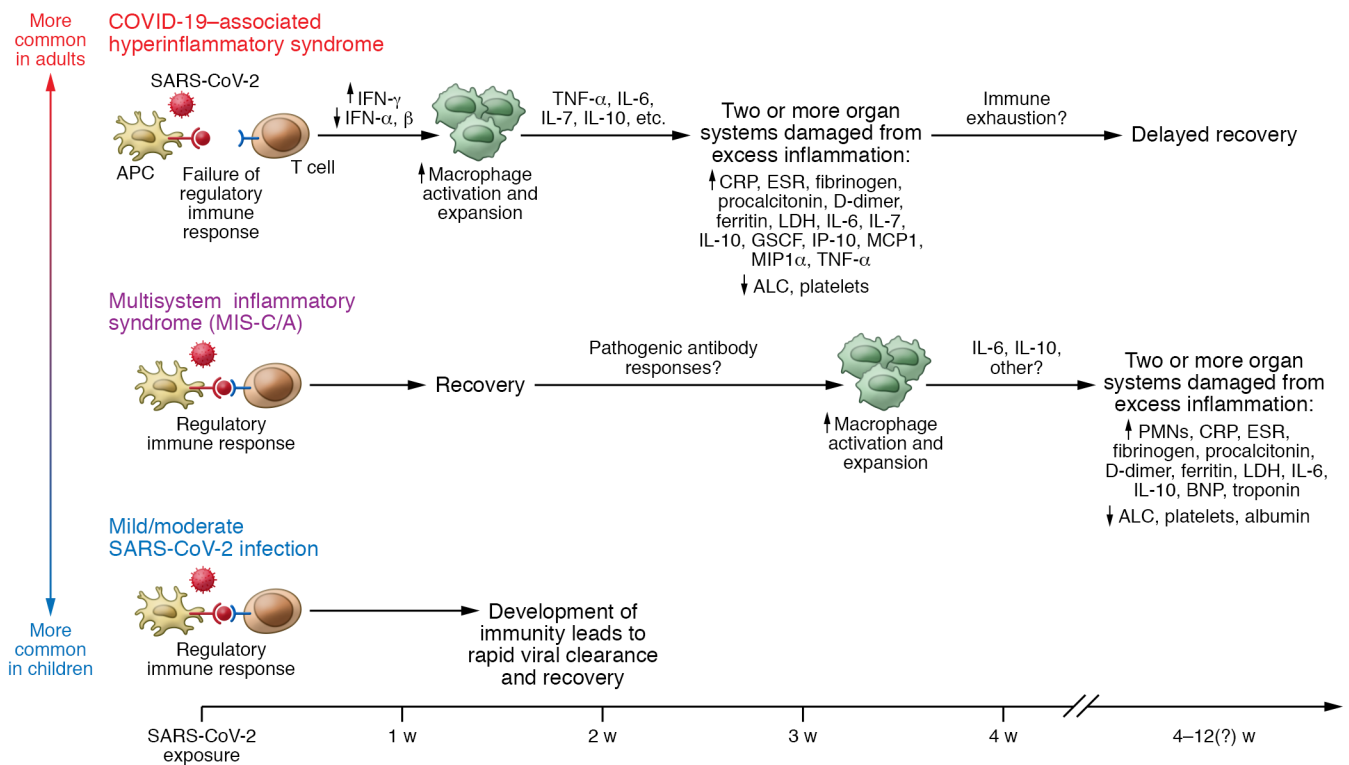 More
common
in adults
COVID-19–associated
hyperinflammatory syndrome
SARS-CoV-2
APC
Failure of
regulatory
immune
response
T cell
↑ IFN-γ
↓ IFN-α, β
↑ Macrophage
activation and
expansion
TNF-α, IL-6,
IL-7, IL-10, etc.
Two or more organ
systems damaged from
excess inflammation:
↑ CRP, ESR, fibrinogen,
procalcitonin, D-dimer,
ferritin, LDH, IL-6, IL-7,
IL-10, GSCF, IP-10, MCP1,
MIP1α, TNF-α
↓ ALC, platelets
Immune
exhaustion?
Delayed recovery
Multisystem inflammatory
syndrome (MIS-C/A)
Regulatory
immune response
Recovery
Pathogenic antibody
responses?
↑ Macrophage
activation and
expansion
IL-6, IL-10,
other?
Two or more organ
systems damaged from
excess inflammation:
↑ PMNs, CRP, ESR,
fibrinogen, procalcitonin,
D-dimer, ferritin, LDH, IL-6,
IL-10, BNP, troponin
↓ ALC, platelets, albumin
Mild/moderate
SARS-CoV-2 infection
Regulatory
immune response
Development of
immunity leads to
rapid viral clearance
and recovery
More
common
in children
SARS-CoV-2
exposure
1 w
2 w
3 w
4 w
4–12(?) w